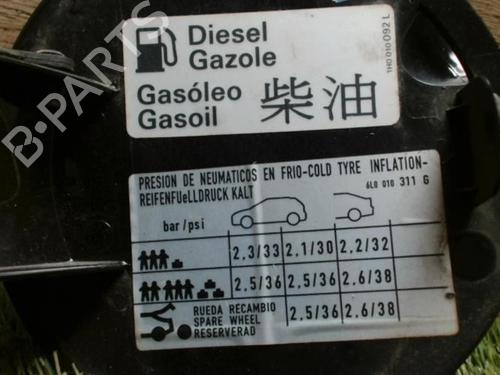 Diesel
Gazole
Gasóleo
Gasoil
柴油
1H0 010 092 L
PRESION DE NEUMATICOS EN FRIO-COLD TYRE INFLATION-
REIFENFUeLLDRUCK KALT
6L0 010 311 G
bar/psi
2.3/33 2.1/30 2.2/32
2.5/36 2.5/36 2.6/38
RUEDA RECAMBIO
SPARE WHEEL
RESERVERAD
2.5/36 2.6/38
B-PARTS